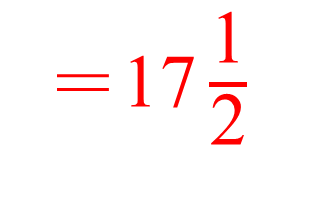 = 17 1/2